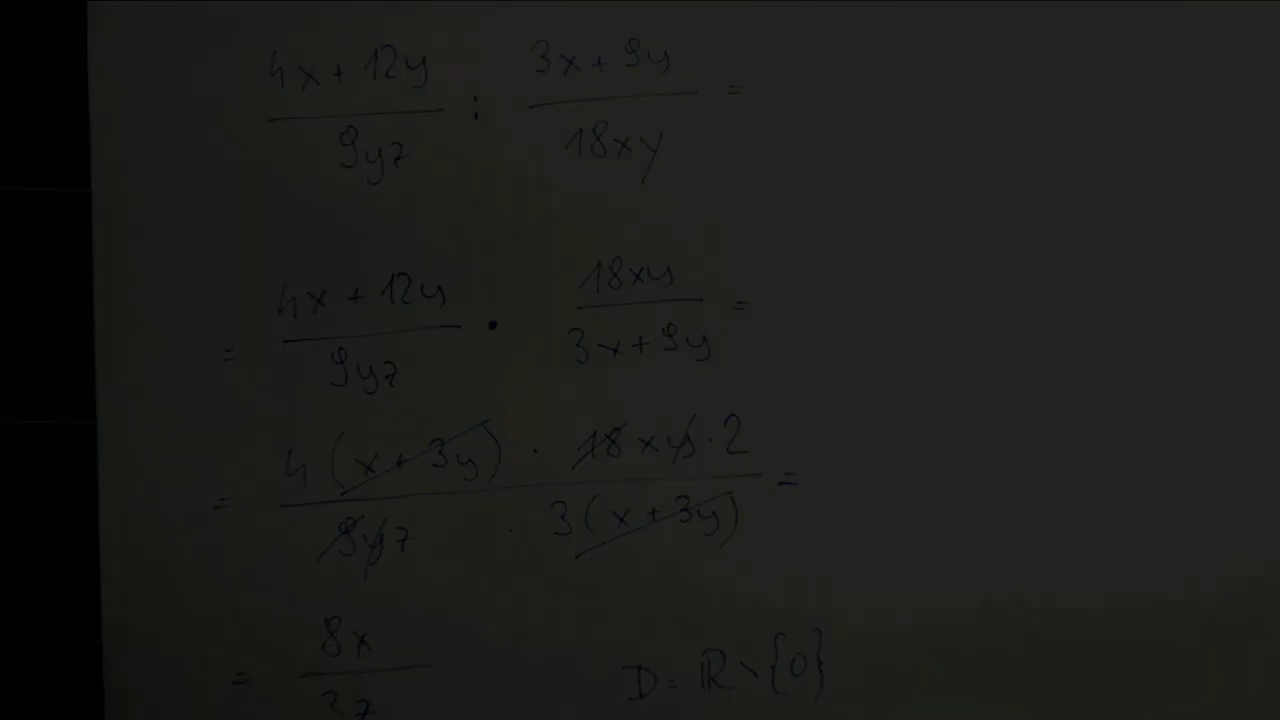 4x + 12y / 9yz : 3x + 9y / 18xy =
= 4x + 12y / 9yz · 18xy / 3x + 9y =
= 4(x + 3y) · 18xy · 2 / 9yz · 3(x + 3y) =
= 8x / 3z D = ℝ \ {0}